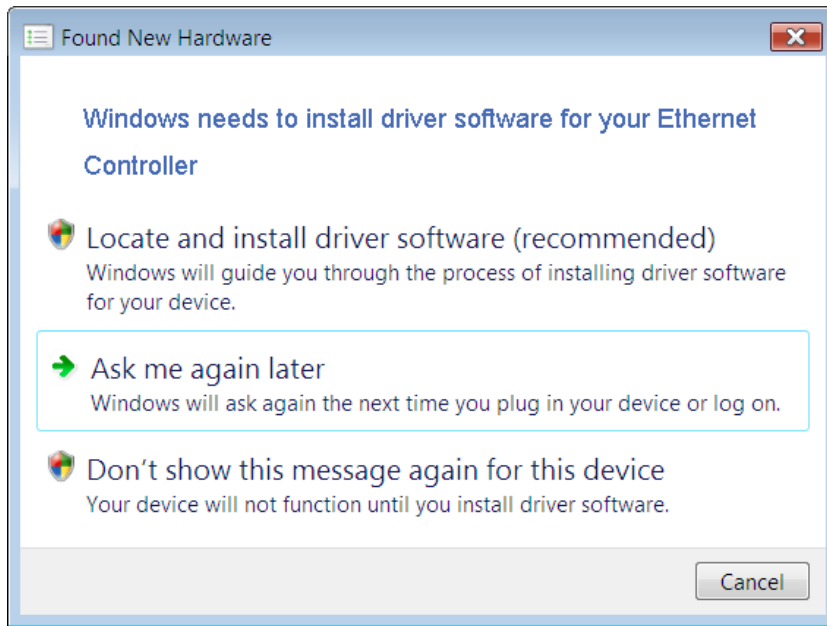 Found New Hardware
Windows needs to install driver software for your Ethernet
Controller
Locate and install driver software (recommended)
Windows will guide you through the process of installing driver software
for your device.
Ask me again later
Windows will ask again the next time you plug in your device or log on.
Don't show this message again for this device
Your device will not function until you install driver software.
Cancel